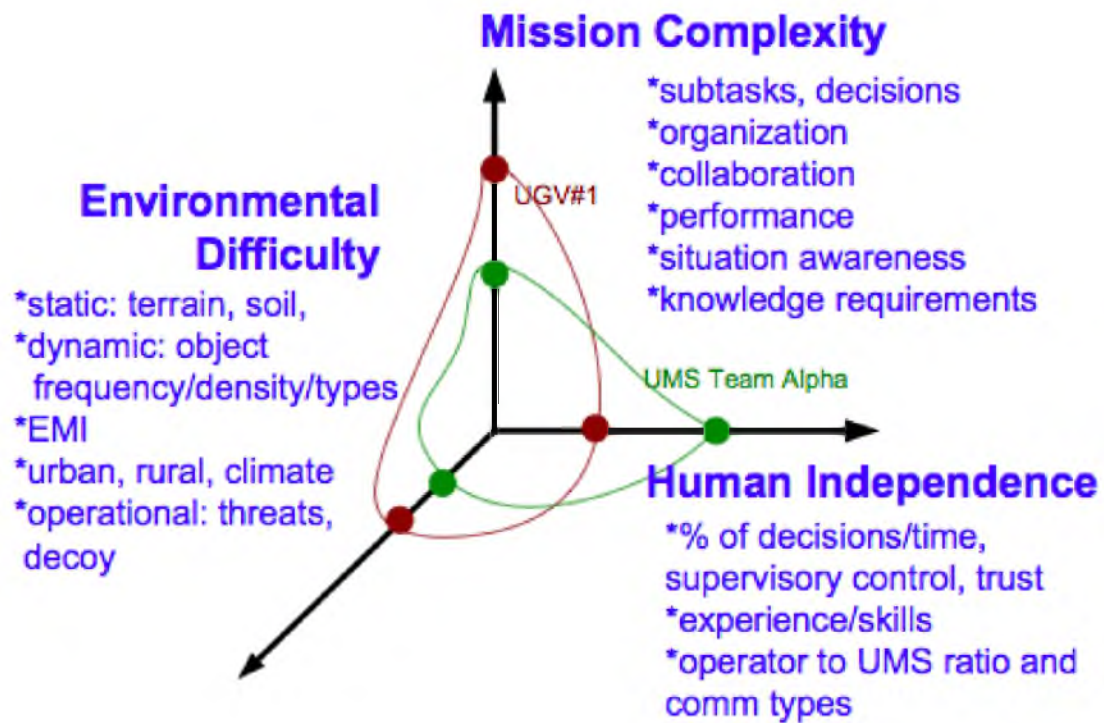 Mission Complexity
*subtasks, decisions
*organization
*collaboration
*performance
*situation awareness
*knowledge requirements
UGV#1
Environmental
Difficulty
*static: terrain, soil,
*dynamic: object
frequency/density/types
*EMI
*urban, rural, climate
*operational: threats,
decoy
UMS Team Alpha
Human Independence
*% of decisions/time,
supervisory control, trust
*experience/skills
*operator to UMS ratio and
comm types